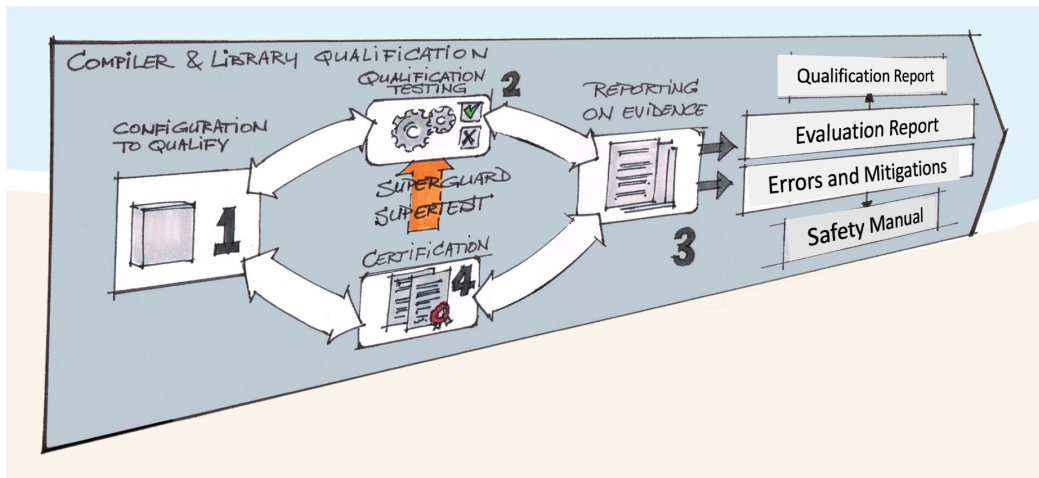 COMPILER & LIBRARY QUALIFICATION
CONFIGURATION
TO QUALIFY
1
QUALIFICATION
TESTING
2
SUPERGUARD
SUPERTEST
CERTIFICATION
4
REPORTING
ON EVIDENCE
3
Qualification Report
Evaluation Report
Errors and Mitigations
Safety Manual